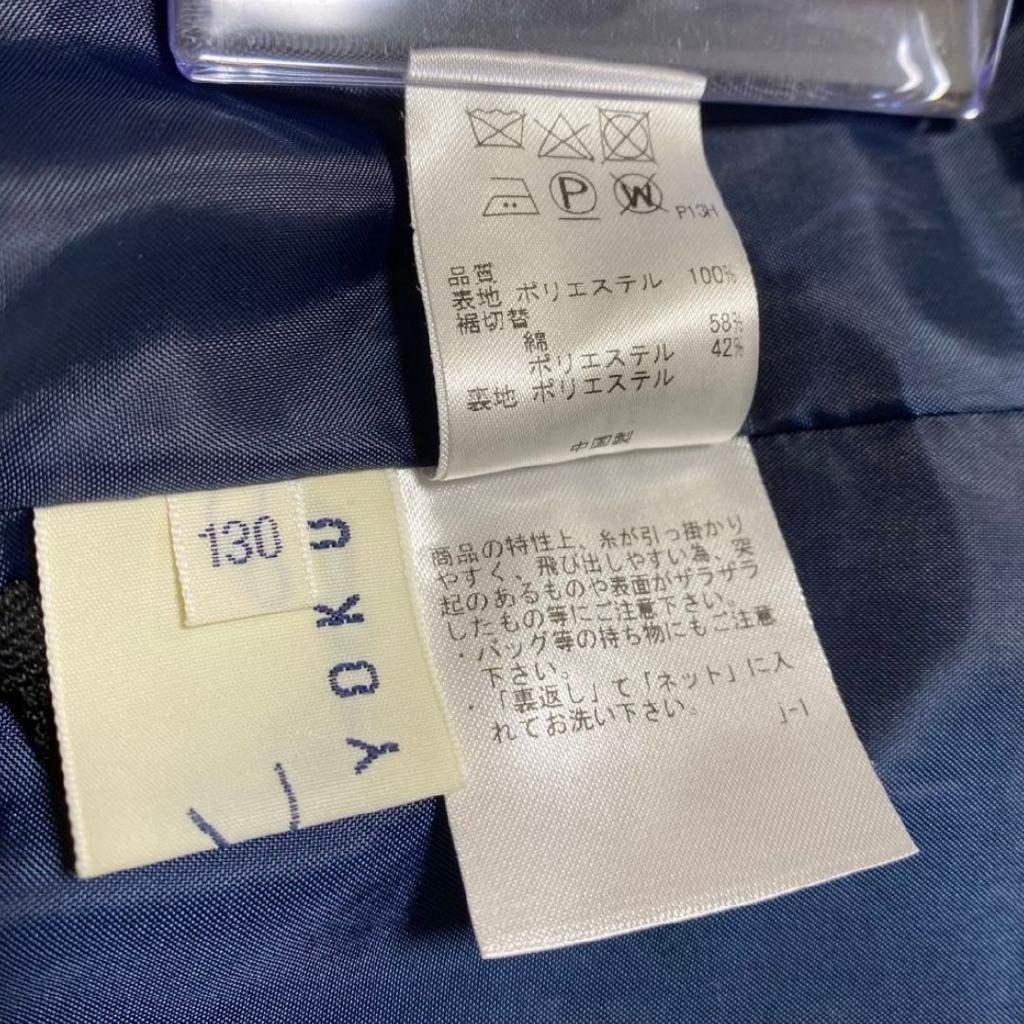 P
W
P13H
品質
表地 ポリエステル 100%
裾切替
綿 58%
ポリエステル 42%
裏地 ポリエステル
中国製
130
YOKU
商品の特性上、糸が引っ掛かり
やすく、飛び出しやすい為、突
起のあるものや表面がザラザラ
したもの等にご注意下さい。
・バッグ等の持ち物にもご注意
下さい。
・「裏返し」て「ネット」に入
れてお洗い下さい。
J-1